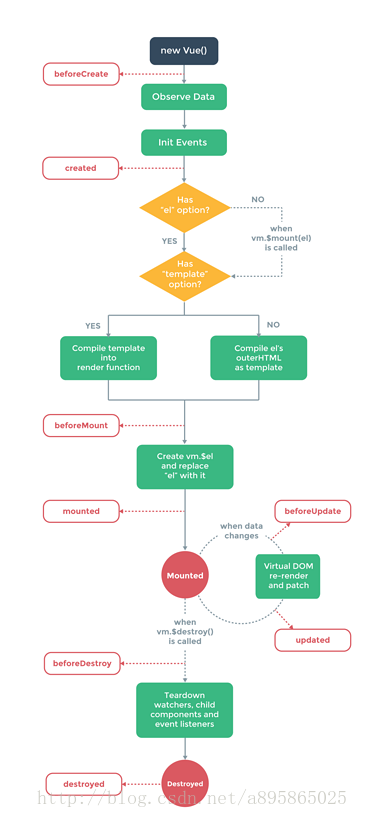 new Vue()
beforeCreate
Observe Data
Init Events
created
Has
"el" option?
NO
when
vm.$mount(el)
is called
YES
Has
"template"
option?
YES
NO
Compile template
into
render function
Compile el's
outerHTML
as template
beforeMount
Create vm.$el
and replace
"el" with it
mounted
beforeUpdate
when data
changes
Mounted
Virtual DOM
re-render
and patch
updated
when
vm.$destroy()
is called
beforeDestroy
Teardown
watchers, child
components and
event listeners
destroyed
Destroyed
http://blog.csdn.net/a895865025